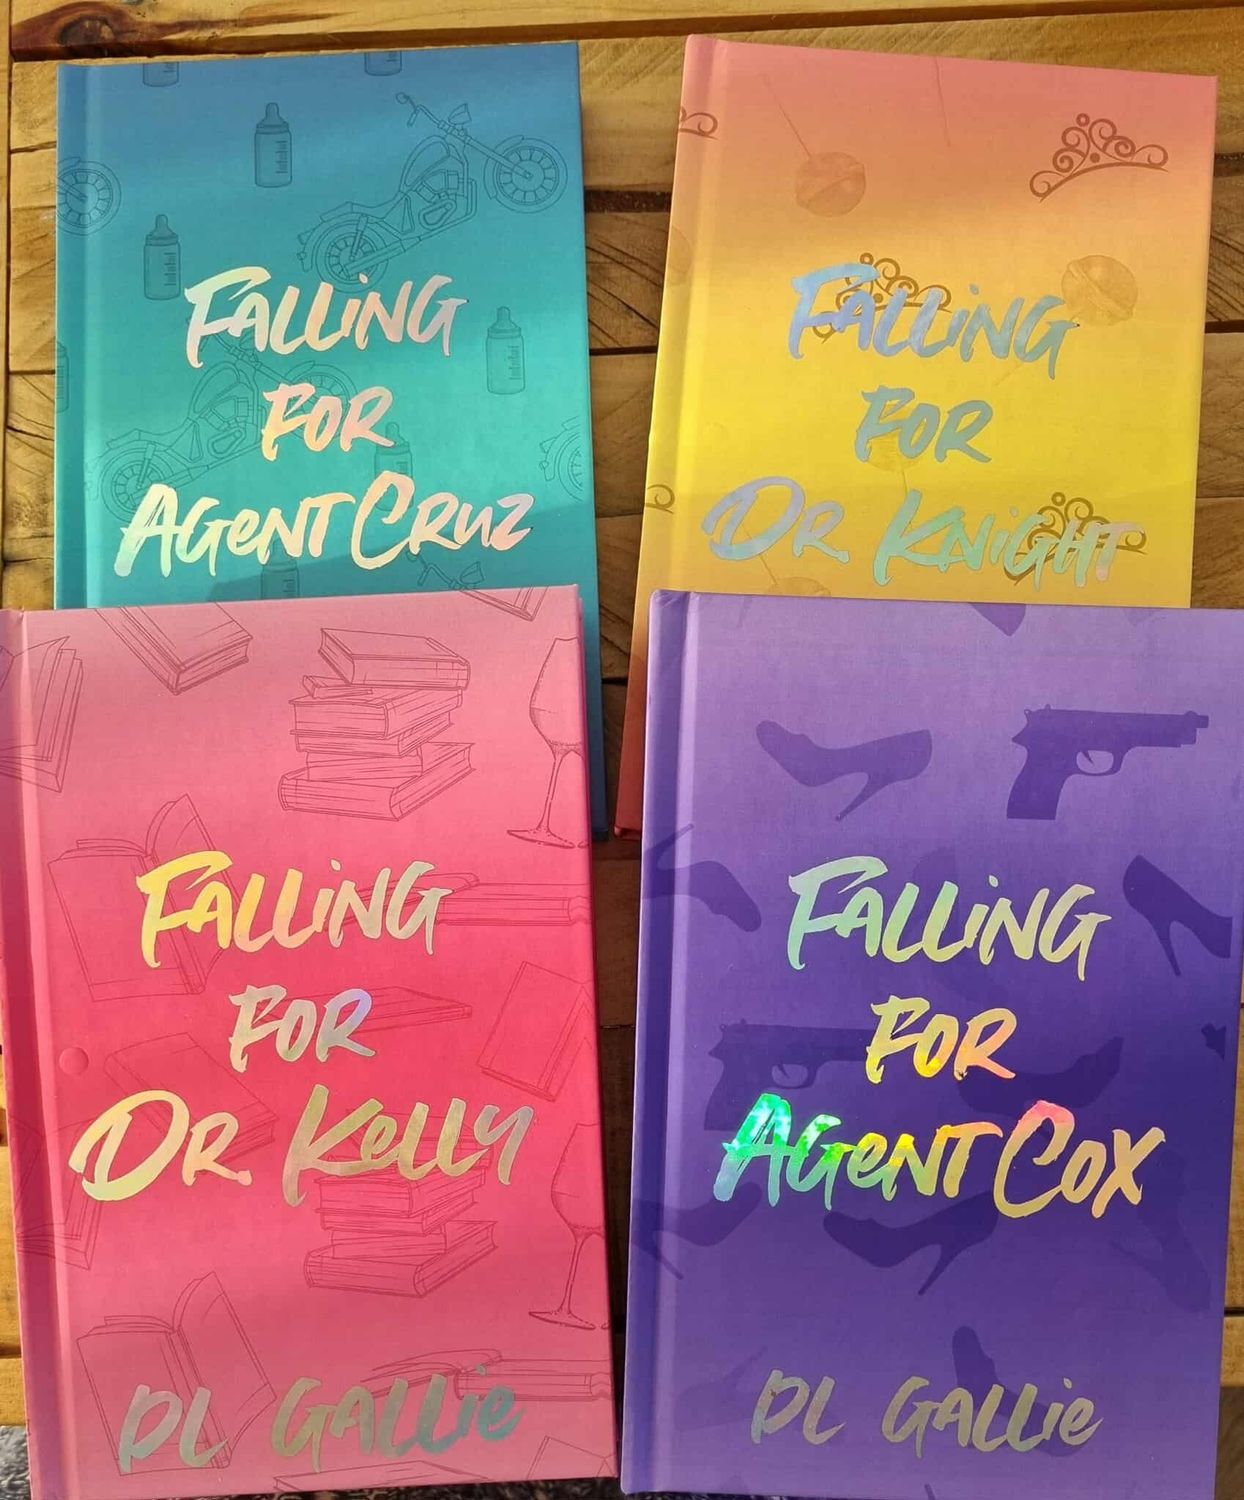 FALLiNG
FOR
AGeNT CRuz
FALLiNG
FOR
DR KNiGHT
FALLiNG
FOR
DR Kelly
DL GALLie
FALLiNG
FOR
AGeNT Cox
DL GALLie